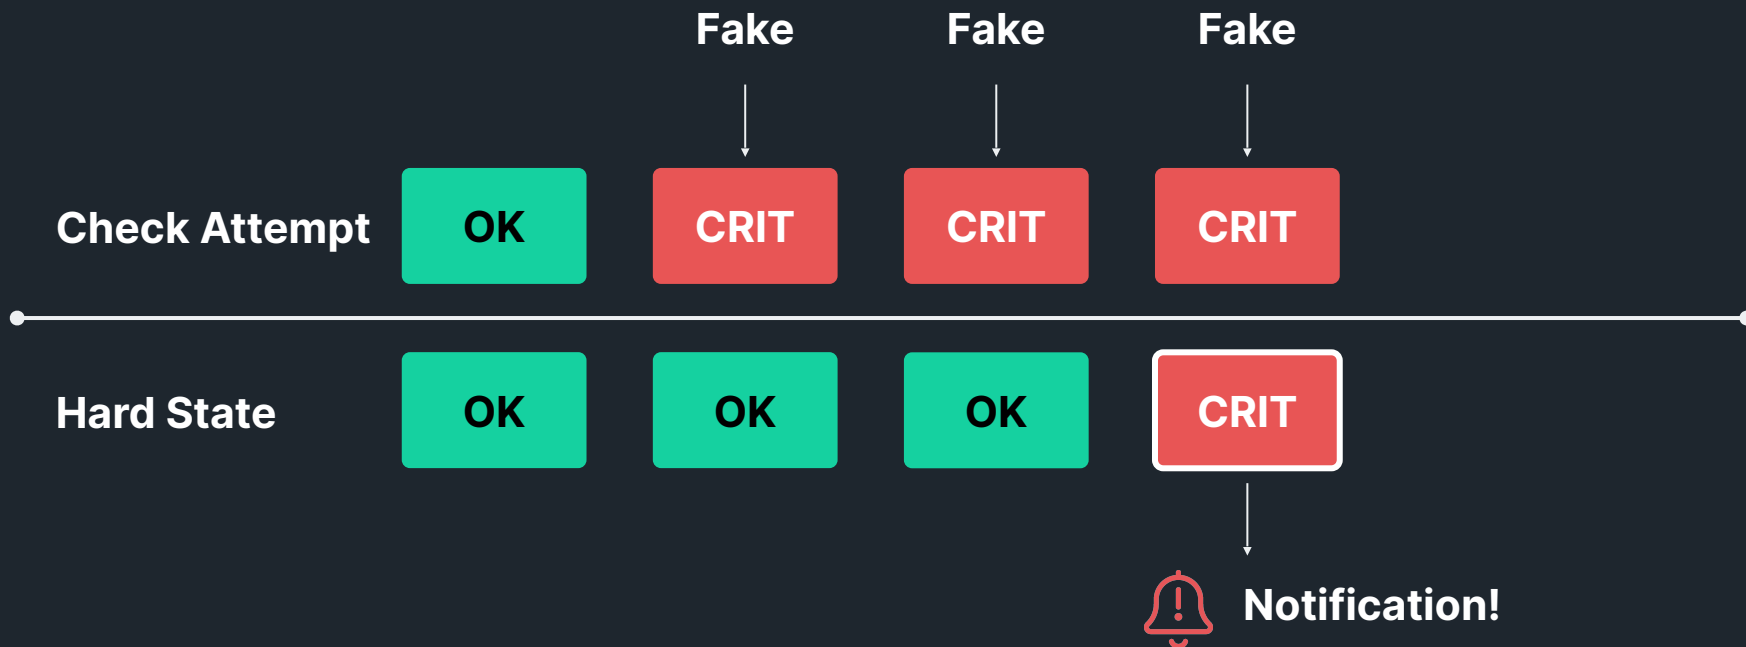 Fake Fake Fake
Check Attempt OK CRIT CRIT CRIT
Hard State OK OK OK CRIT
Notification!